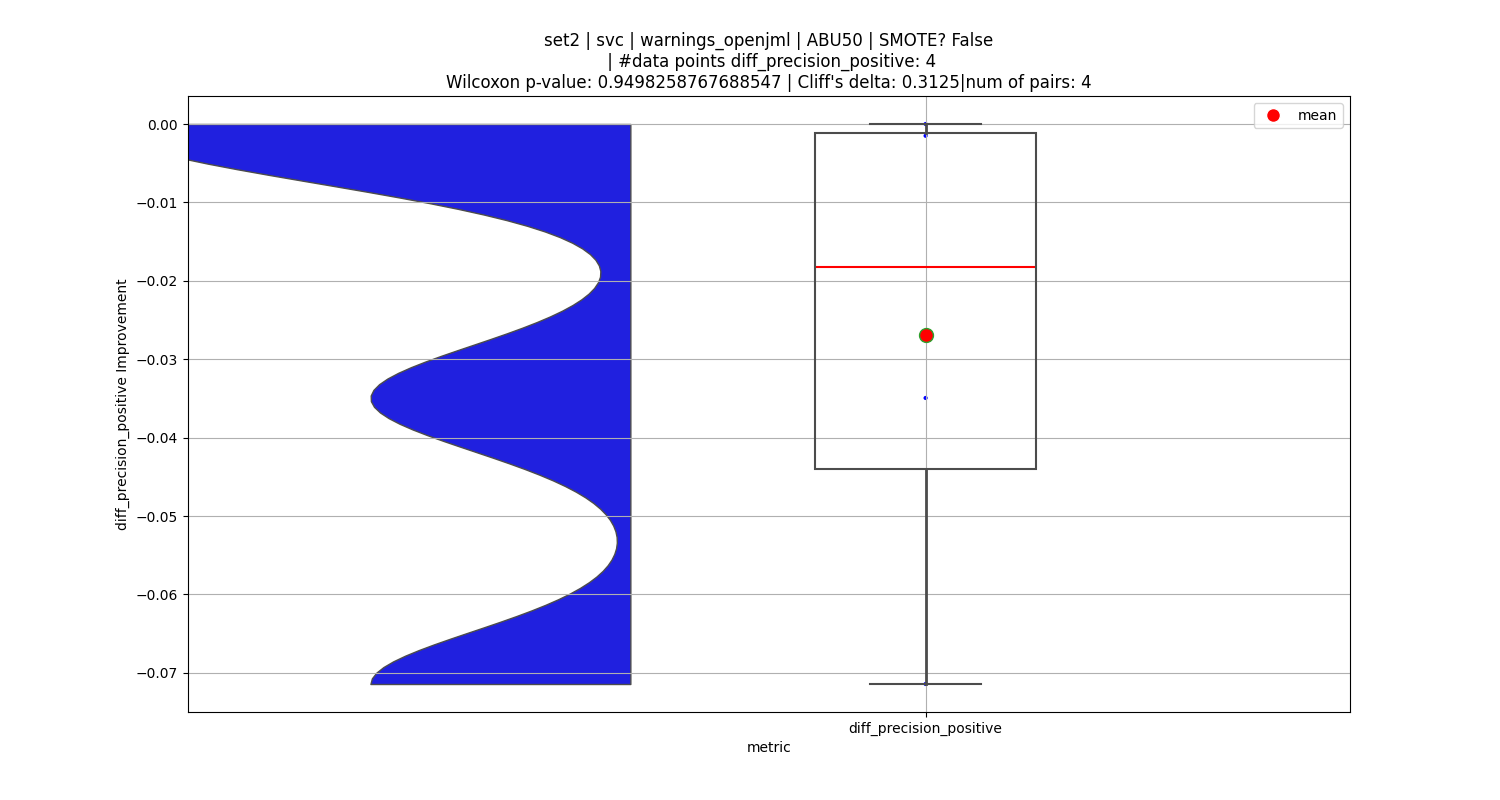 set2 | svc | warnings_openjml | ABU50 | SMOTE? False
| #data points diff_precision_positive: 4
Wilcoxon p-value: 0.9498258767688547 | Cliff's delta: 0.3125|num of pairs: 4
mean
0.00
−0.01
−0.02
−0.03
−0.04
−0.05
−0.06
−0.07
diff_precision_positive Improvement
diff_precision_positive
metric